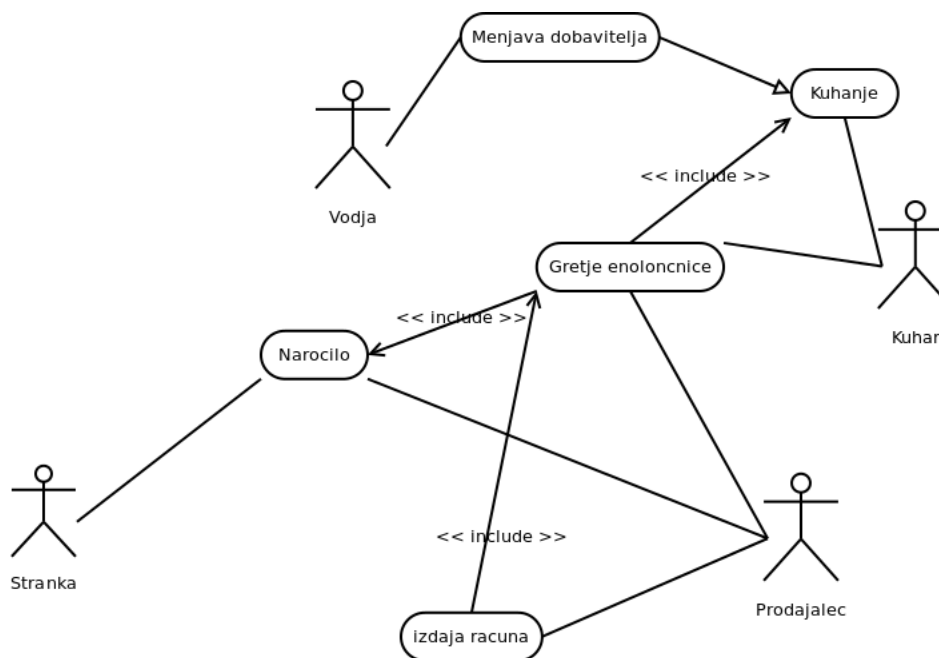 Menjava dobavitelja
Kuhanje
<< include >>
Vodja
Gretje enoloncnice
<< include >>
Kuhar
Narocilo
<< include >>
Stranka
Prodajalec
izdaja racuna